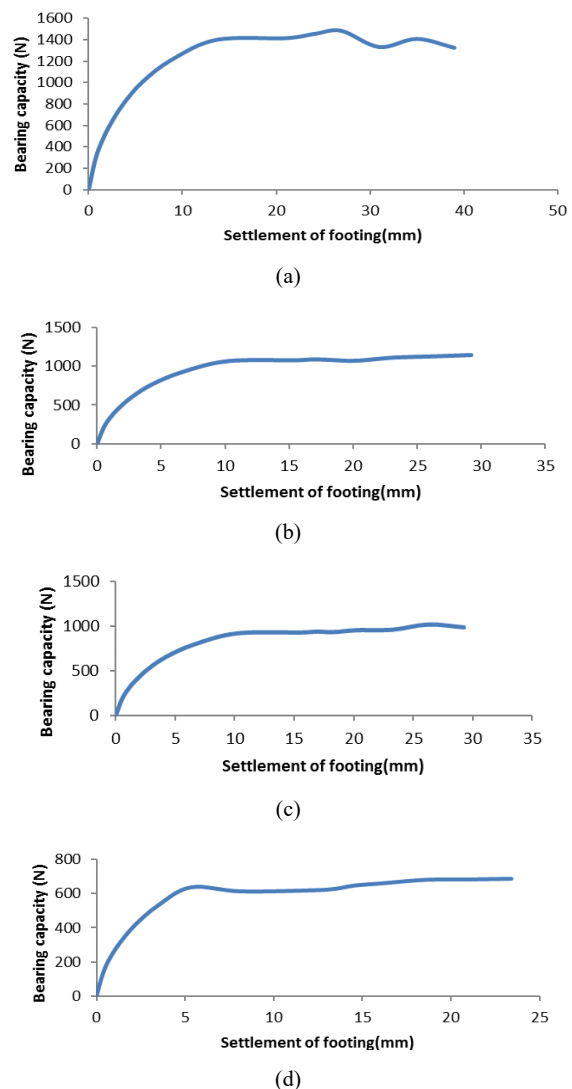 Bearing capacity (N)
1600
1400
1200
1000
800
600
400
200
0
0 10 20 30 40 50
Settlement of footing(mm)
(a)
Bearing capacity (N)
1500
1000
500
0
0 5 10 15 20 25 30 35
Settlement of footing(mm)
(b)
Bearing capacity (N)
1500
1000
500
0
0 5 10 15 20 25 30 35
Settlement of footing(mm)
(c)
Bearing capacity (N)
800
600
400
200
0
0 5 10 15 20 25
Settlement of footing(mm)
(d)